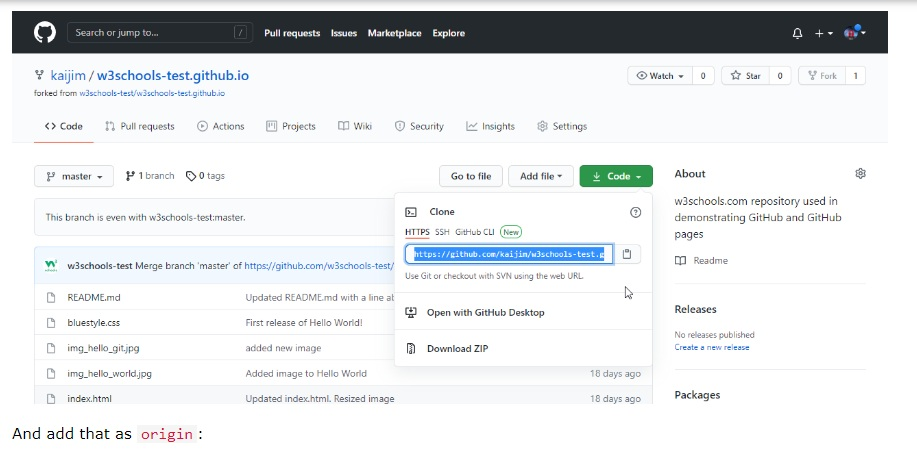 Search or jump to... / Pull requests Issues Marketplace Explore
kaijim / w3schools-test.github.io Watch 0 Star 0 Fork 1
forked from w3schools-test/w3schools-test.github.io
<> Code Pull requests Actions Projects Wiki Security Insights Settings
master 1 branch 0 tags Go to file Add file Code
This branch is even with w3schools-test:master.
w3schools-test Merge branch 'master' of https://github.com/w3schools-test/
README.md Updated README.md with a line ab
bluestyle.css First release of Hello World!
img_hello_git.jpg added new image
img_hello_world.jpg Added image to Hello World 18 days ago
index.html Updated index.html. Resized image 18 days ago
Clone
HTTPS SSH GitHub CLI New
https://github.com/kaijim/w3schools-test.g
Use Git or checkout with SVN using the web URL.
Open with GitHub Desktop
Download ZIP
About
w3schools.com repository used in
demonstrating GitHub and GitHub
pages
Readme
Releases
No releases published
Create a new release
Packages
And add that as origin :